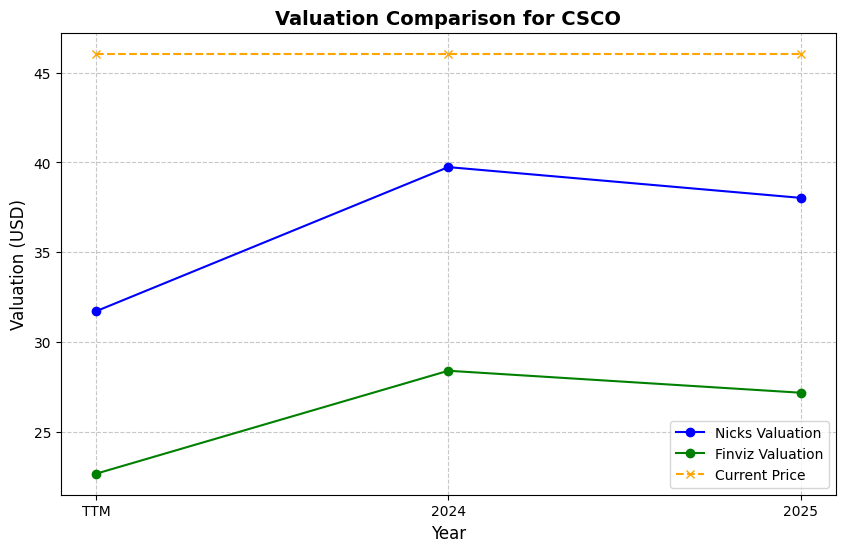 Valuation Comparison for CSCO
Valuation (USD)
45
40
35
30
25
Nicks Valuation
Finviz Valuation
Current Price
TTM
2024
2025
Year